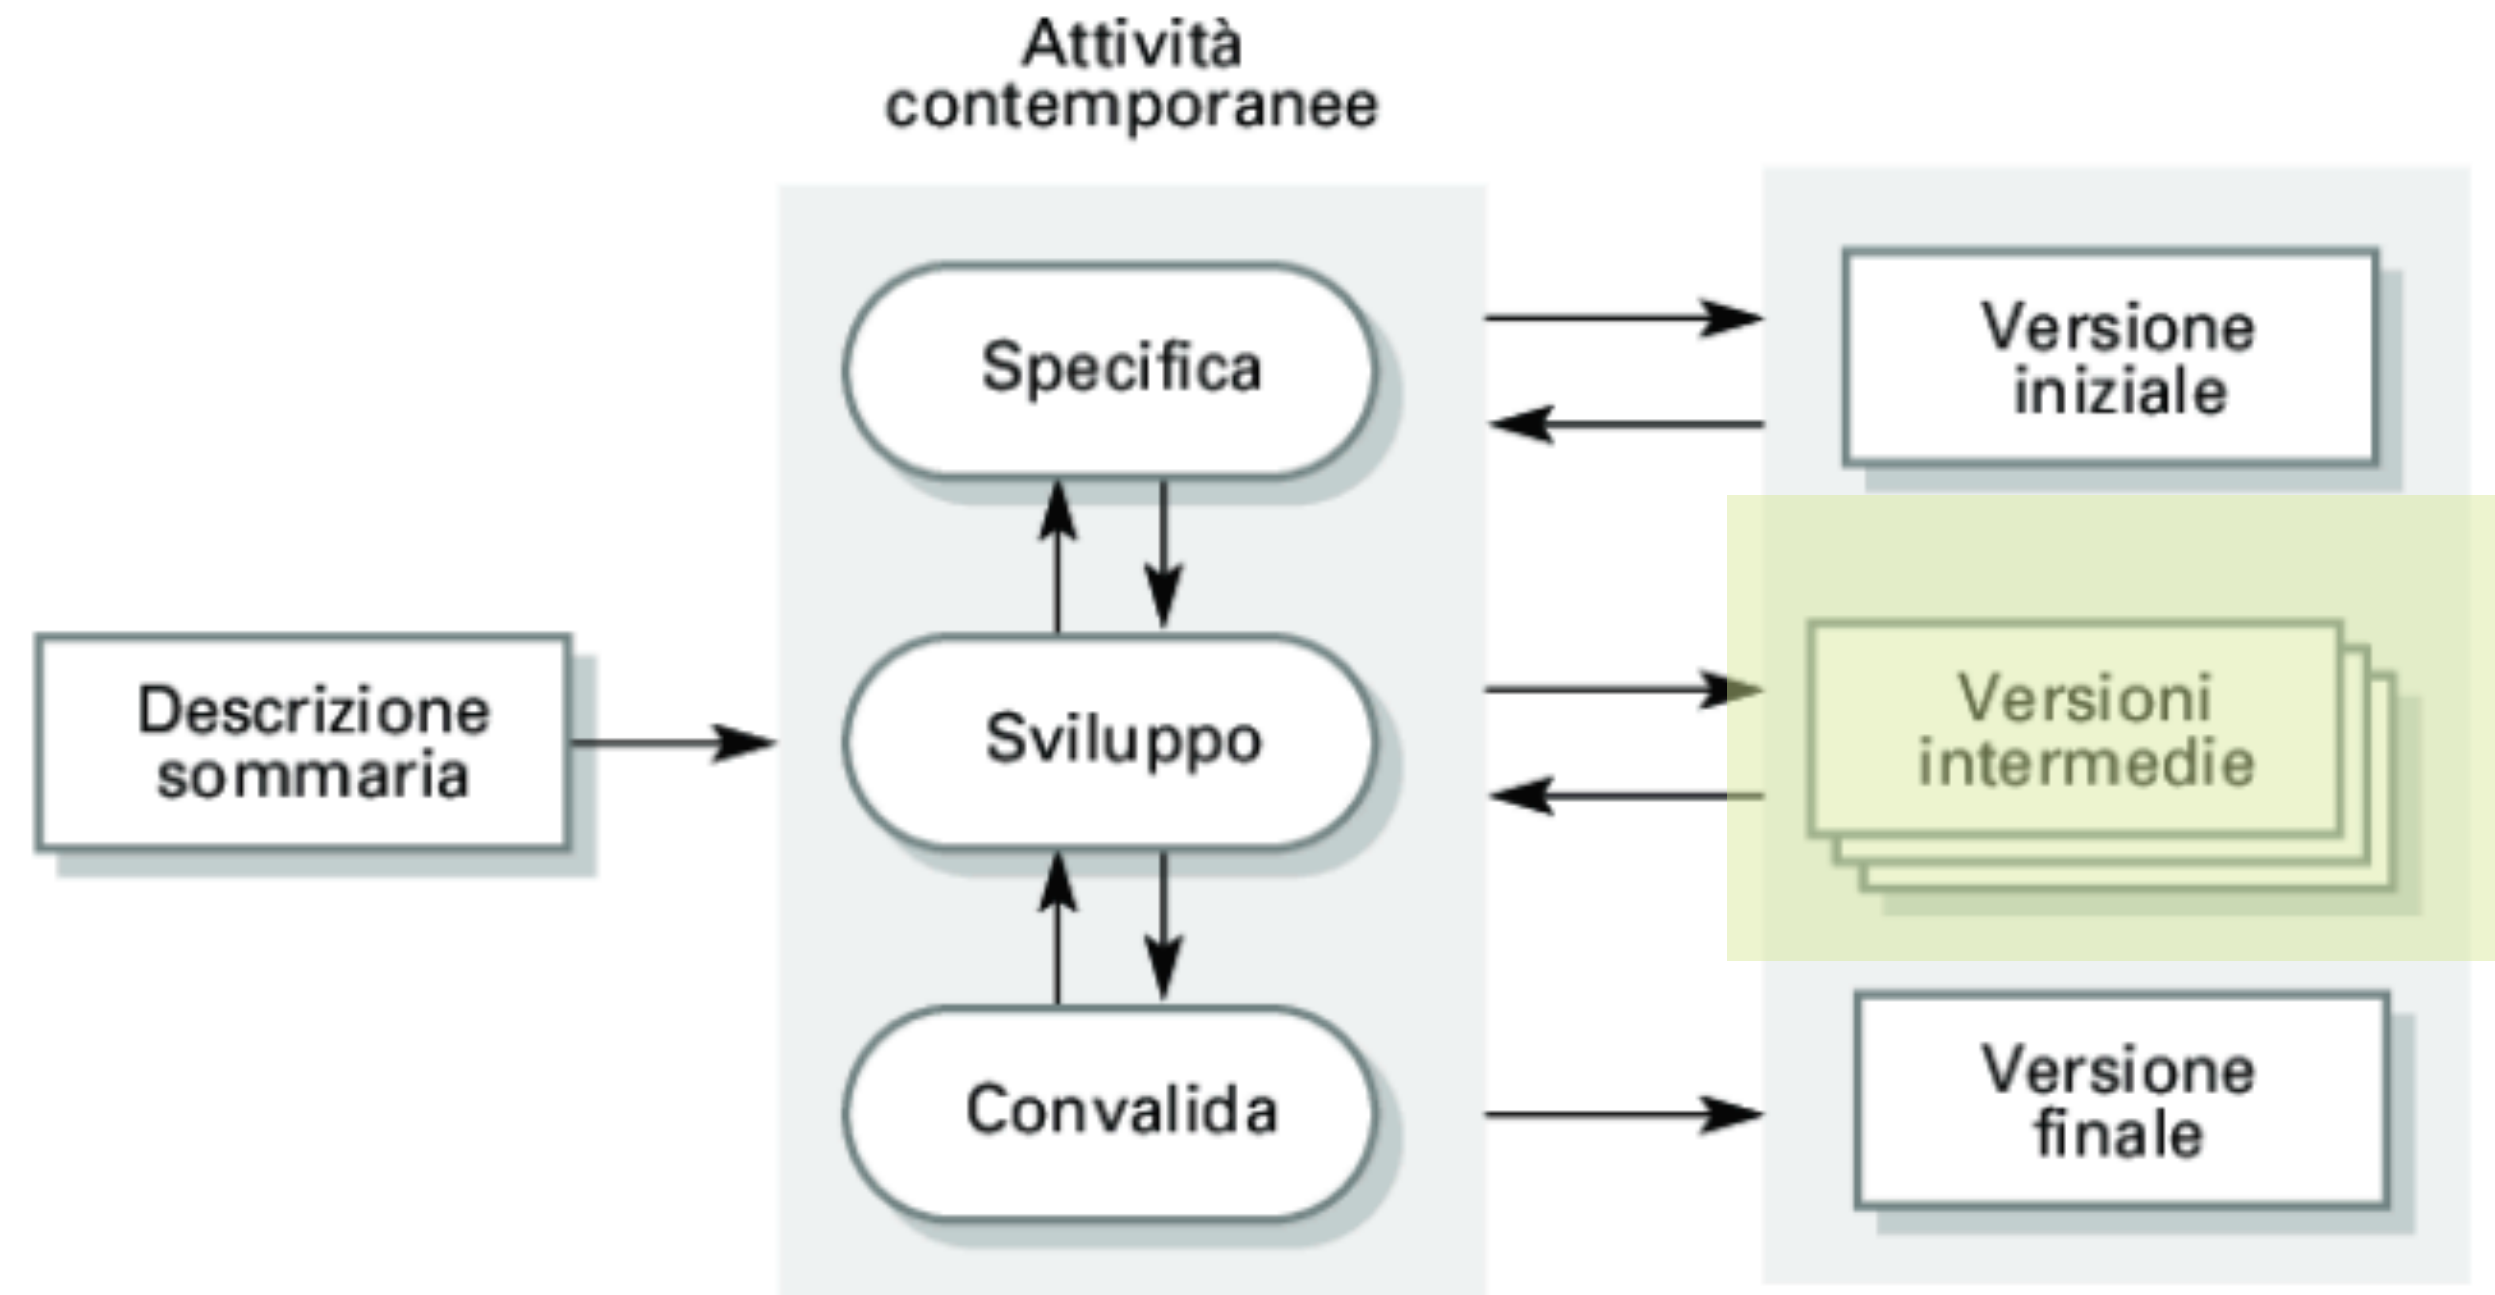 Attività
contemporanee
Specifica
Versione
iniziale
Descrizione
sommaria
Sviluppo
Versioni
intermedie
Convalida
Versione
finale